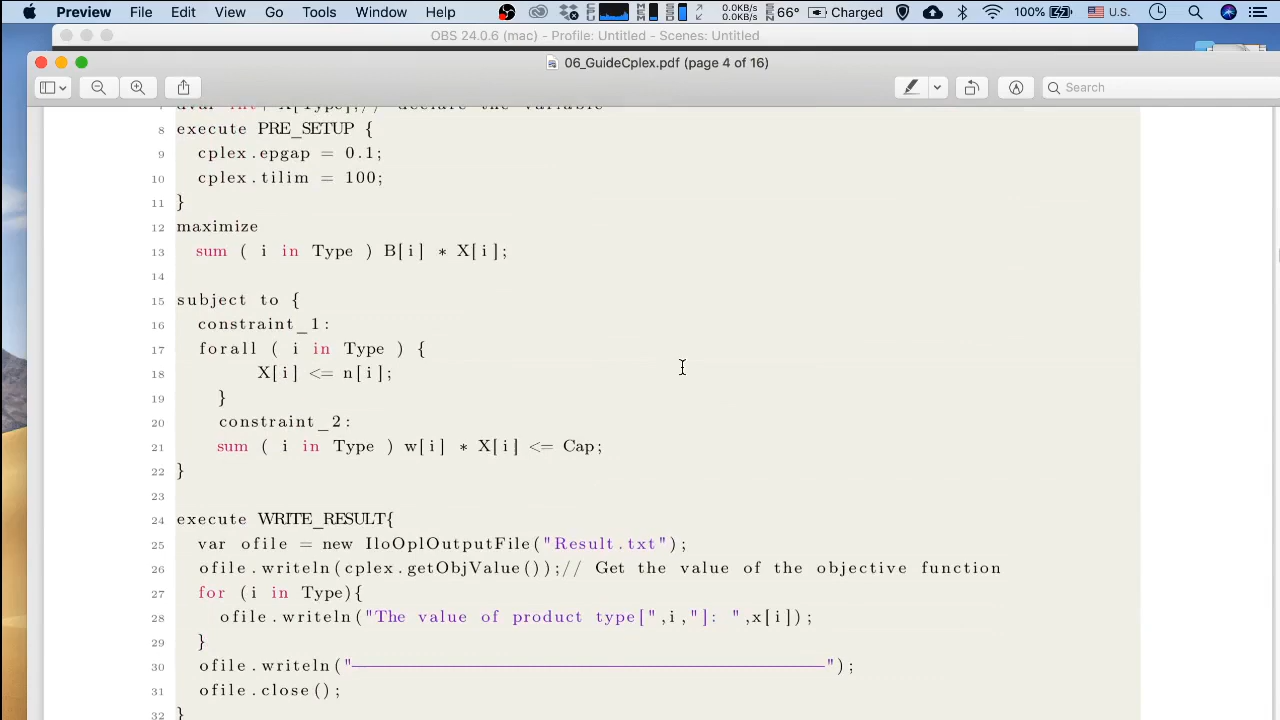 Preview File Edit View Go Tools Window Help 0.0KB/s 0.0KB/s 66° Charged 100% U.S.
OBS 24.0.6 (mac) - Profile: Untitled - Scenes: Untitled
06_GuideCplex.pdf (page 4 of 16)
Search
8 execute PRE_SETUP {
9 cplex.epgap = 0.1;
10 cplex.tilim = 100;
11 }
12 maximize
13 sum ( i in Type ) B[i] * X[i];
14
15 subject to {
16 constraint_1:
17 forall ( i in Type ) {
18 X[i] <= n[i];
19 }
20 constraint_2:
21 sum ( i in Type ) w[i] * X[i] <= Cap;
22 }
23
24 execute WRITE_RESULT{
25 var ofile = new IloOplOutputFile("Result.txt");
26 ofile.writeln(cplex.getObjValue());// Get the value of the objective function
27 for (i in Type){
28 ofile.writeln("The value of product type[",i,"]: ",x[i]);
29 }
30 ofile.writeln("————————————————————————");
31 ofile.close();
32 }